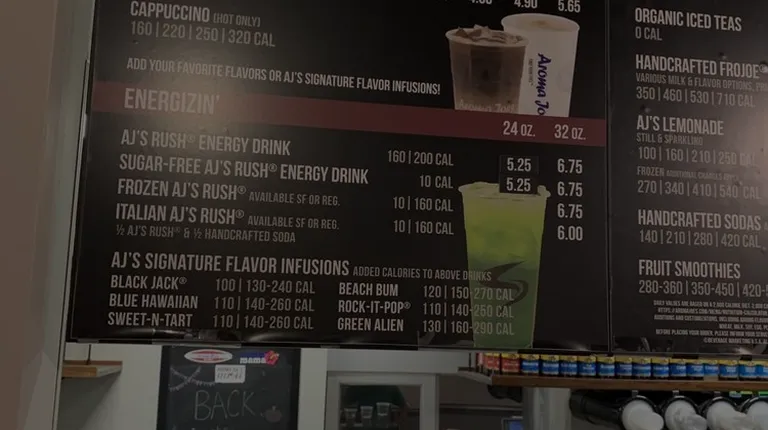 4.90 5.65
CAPPUCCINO (HOT ONLY)
160 | 220 | 250 | 320 CAL
ADD YOUR FAVORITE FLAVORS OR AJ'S SIGNATURE FLAVOR INFUSIONS!
Aroma Jo
ENERGIZIN'
24 OZ. 32 OZ.
AJ'S RUSH® ENERGY DRINK 160 | 200 CAL 5.25 6.75
SUGAR-FREE AJ'S RUSH® ENERGY DRINK 10 CAL 5.25 6.75
FROZEN AJ'S RUSH® AVAILABLE SF OR REG. 10 | 160 CAL 6.75
ITALIAN AJ'S RUSH® AVAILABLE SF OR REG. 10 | 160 CAL 6.00
½ AJ'S RUSH® & ½ HANDCRAFTED SODA
AJ'S SIGNATURE FLAVOR INFUSIONS ADDED CALORIES TO ABOVE DRINKS
BLACK JACK® 100 | 130-240 CAL BEACH BUM 120 | 150-270 CAL
BLUE HAWAIIAN 110 | 140-260 CAL ROCK-IT-POP® 110 | 140-250 CAL
SWEET-N-TART 110 | 140-260 CAL GREEN ALIEN 130 | 160-290 CAL
ORGANIC ICED TEAS
0 CAL
HANDCRAFTED FROJOE®
VARIOUS MILK & FLAVOR OPTIONS,
350 | 460 | 530 | 710 CAL
AJ'S LEMONADE
STILL & SPARKLING
100 | 160 | 210 | 250 CAL
FROZEN ADDITIONAL CHARGE
270 | 340 | 410 | 540 CAL
HANDCRAFTED SODAS
140 | 210 | 280 | 420 CAL
FRUIT SMOOTHIES
280-360 | 350-450 | 420-
BACK